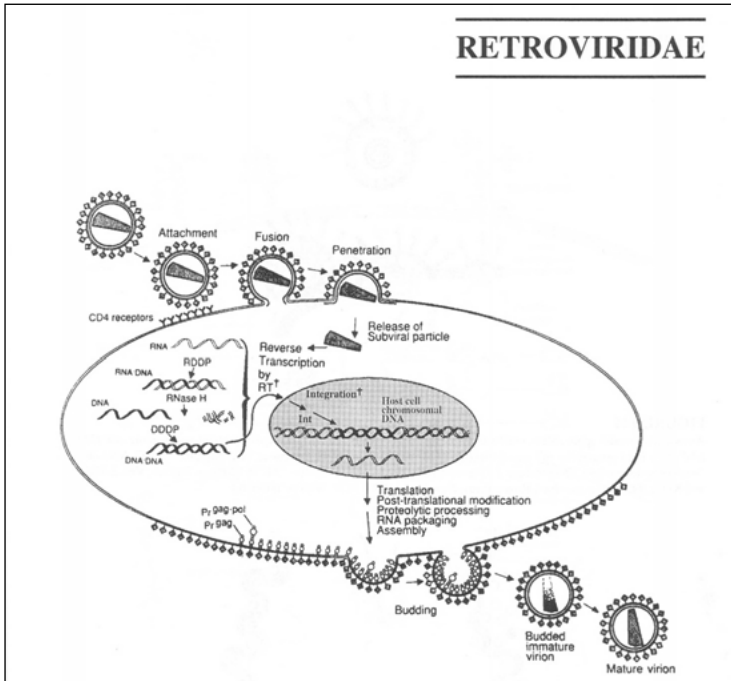 RETROVIRIDAE
Attachment
Fusion
Penetration
CD4 receptors
Release of
Subviral particle
Reverse
Transcription
by
RT†
RNA
RDDP
RNA:DNA
RNase H
DNA
DDDP
DNA:DNA
Integration†
Int
Host cell
chromosomal
DNA
Translation
Post-translational modification
Proteolytic processing
RNA packaging
Assembly
Pr gag-pol
Pr gag
Budding
Budded
immature
virion
Mature virion